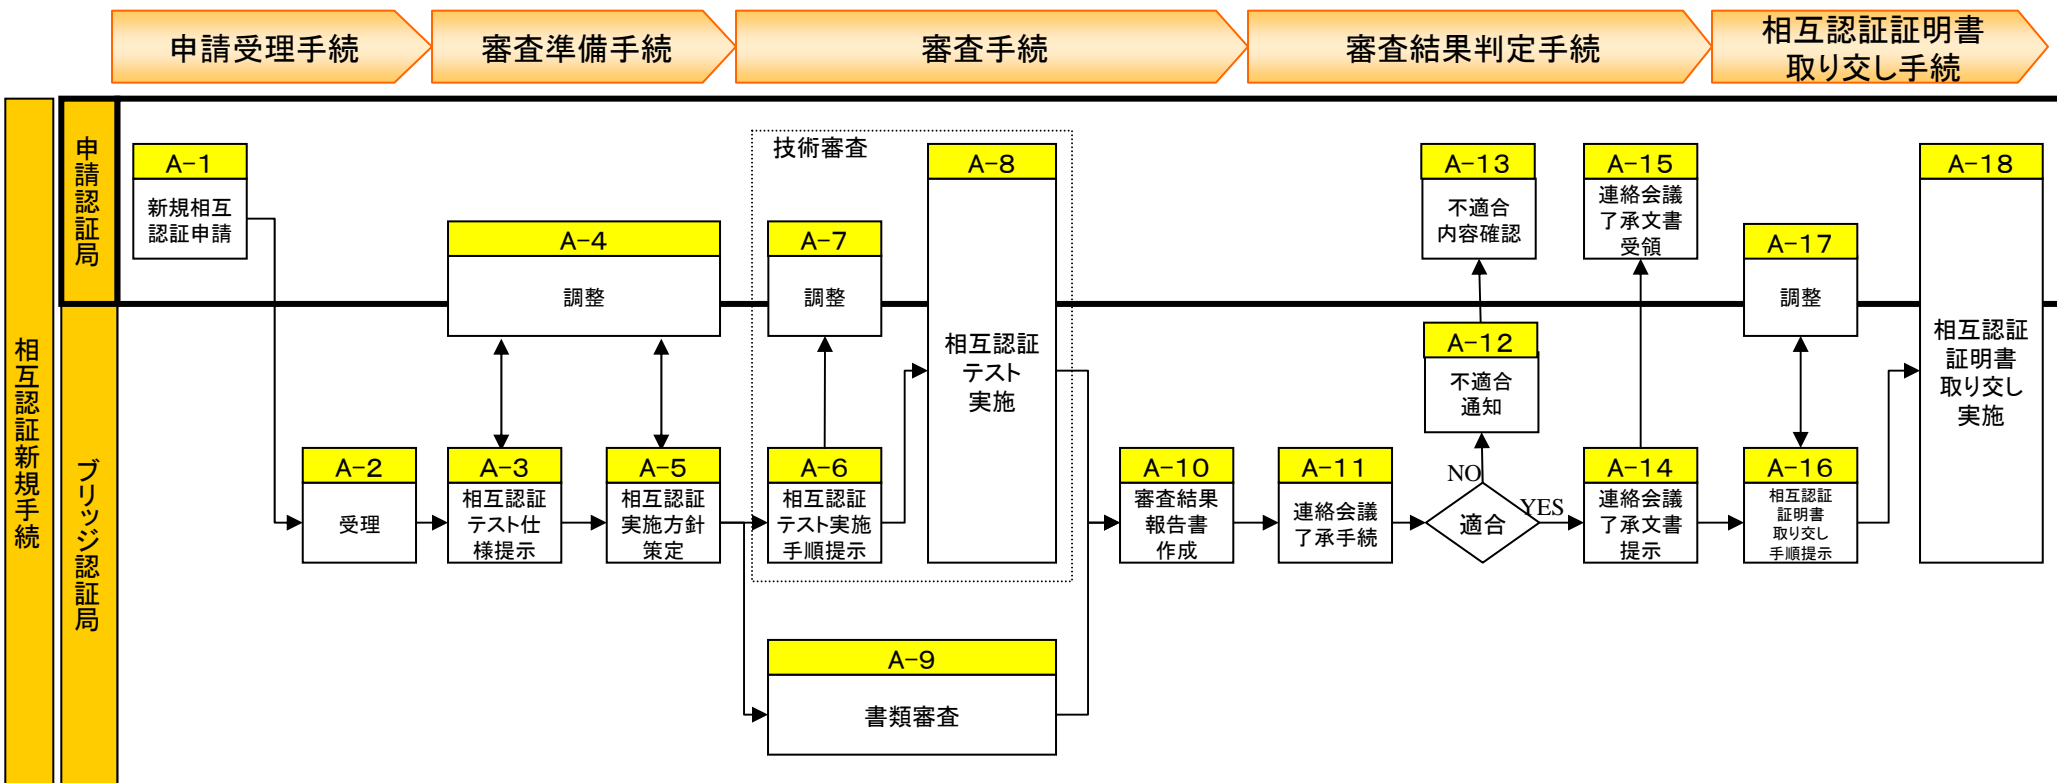 申請受理手続
審査準備手続
審査手続
審査結果判定手続
相互認証証明書
取り交し手続
相互認証新規手続
申請認証局
ブリッジ認証局
A-1
新規相互
認証申請
A-2
受理
A-3
相互認証
テスト仕
様提示
A-4
調整
A-5
相互認証
実施方針
策定
技術審査
A-6
相互認証
テスト実施
手順提示
A-7
調整
A-8
相互認証
テスト
実施
A-9
書類審査
A-10
審査結果
報告書
作成
A-11
連絡会議
了承手続
適合
NO
YES
A-12
不適合
通知
A-13
不適合
内容確認
A-14
連絡会議
了承文書
提示
A-15
連絡会議
了承文書
受領
A-16
相互認証
証明書
取り交し
手順提示
A-17
調整
A-18
相互認証
証明書
取り交し
実施